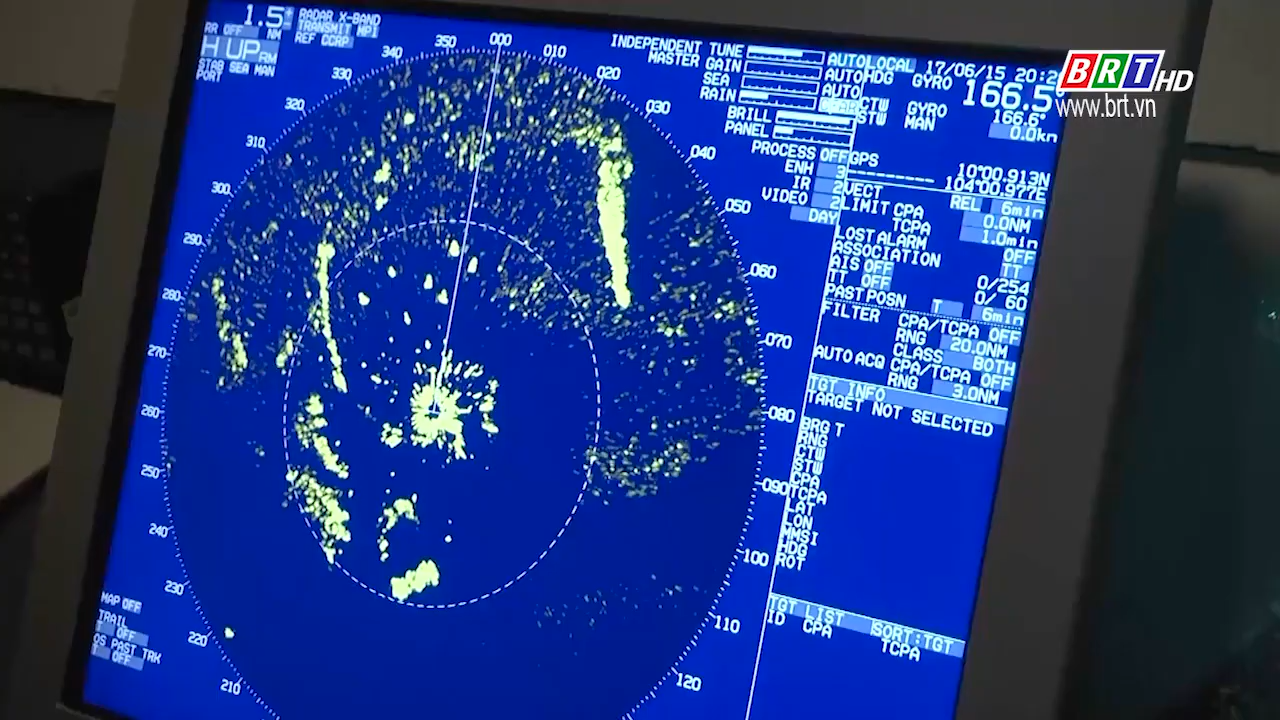 1.5
RR OFF NM
RADAR X-BAND
TRANSMIT MPI
REF CCRP
H UP RM
STAB SEA MAN
PORT
INDEPENDENT TUNE
MASTER GAIN
SEA
RAIN
BRILL
PANEL
PROCESS OFF
ENH 3
IR 2
VIDEO 2
DAY
AUTO LOCAL
AUTO
AUTO
17/06/15
HDG GYRO 166.5
CTW GYRO 166.6°
STW MAN 0.0kn
GPS
10°00.913N
104°00.977E
VECT REL 6min
LIMIT CPA 0.0NM
TCPA 1.0min
LOST ALARM OFF
ASSOCIATION TT
AIS OFF 0/254
TT OFF 0/ 60
PAST POSN T 6min
FILTER CPA/TCPA OFF
RNG 20.0NM
CLASS BOTH
AUTO ACQ CPA/TCPA OFF
RNG 3.0NM
TGT INFO
TARGET NOT SELECTED
BRG T
RNG
CTW
STW
CPA
TCPA
LAT
LON
MMSI
HDG
ROT
TGT LIST SORT:TGT
ID CPA TCPA
MAP OFF
TRAIL
OFF
OS PAST TRK
T OFF
000
010
020
030
040
050
060
070
080
090
100
110
120
210
220
230
240
250
260
270
280
290
300
310
320
330
340
350
BRT HD
www.brt.vn